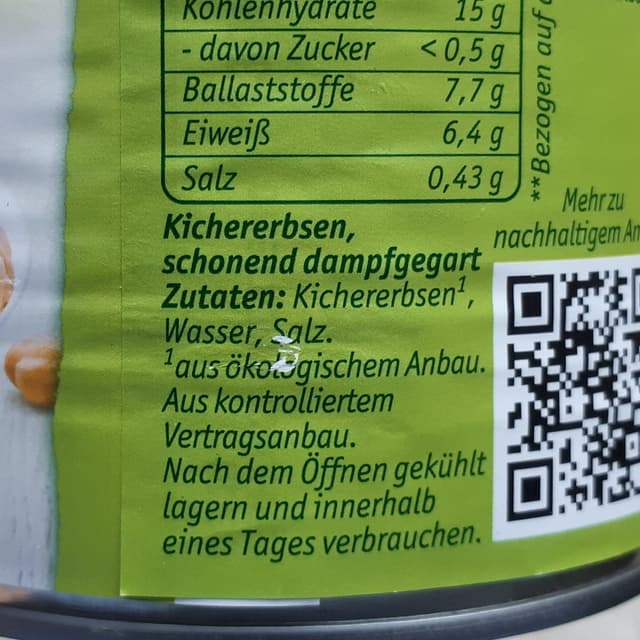 Kohlenhydrate 15 g
- davon Zucker < 0,5 g
Ballaststoffe 7,7 g
Eiweiß 6,4 g
Salz 0,43 g
**Bezogen auf
Mehr zu
nachhaltigem
Kichererbsen,
schonend dampfgegart
Zutaten: Kichererbsen¹,
Wasser, Salz.
¹aus ökologischem Anbau.
Aus kontrolliertem
Vertragsanbau.
Nach dem Öffnen gekühlt
lagern und innerhalb
eines Tages verbrauchen.